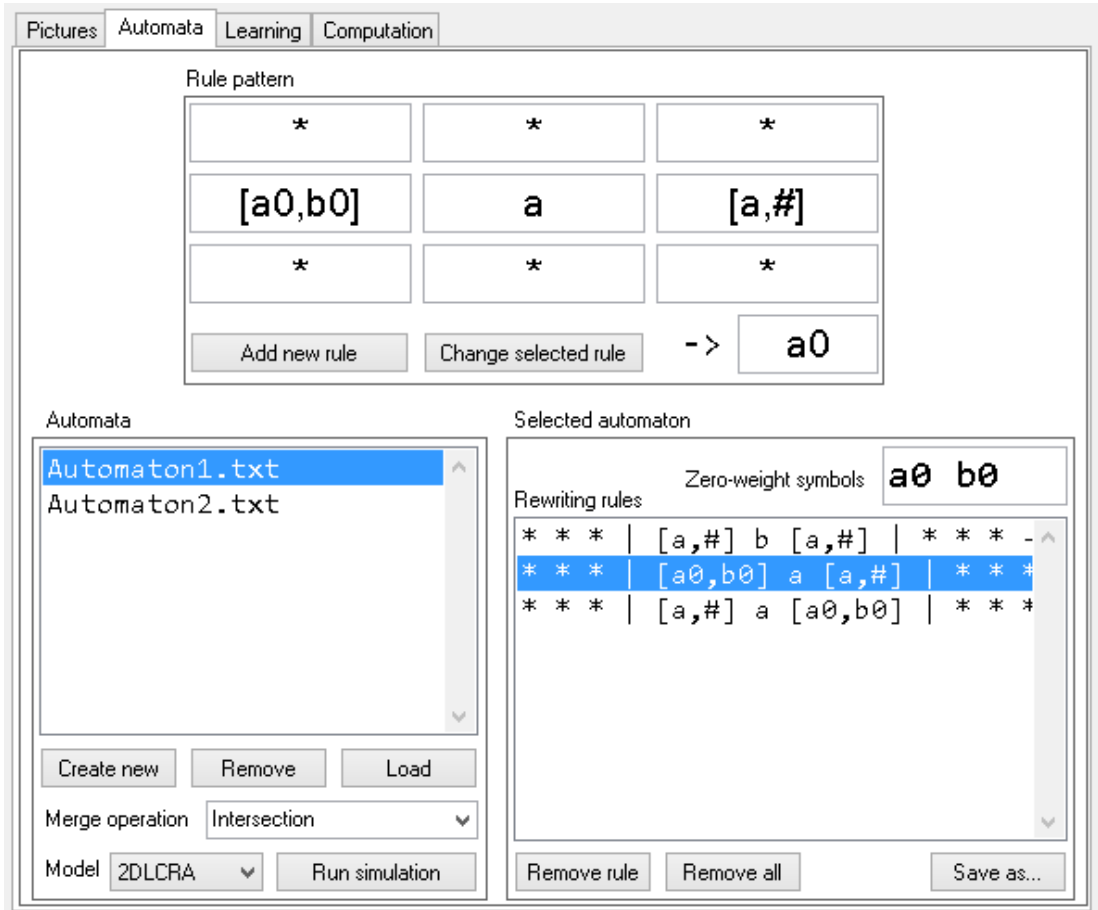 Pictures Automata Learning Computation
Rule pattern
* * *
[a0,b0] a [a,#]
* * *
Add new rule Change selected rule -> a0
Automata
Automaton1.txt
Automaton2.txt
Create new Remove Load
Merge operation Intersection
Model 2DLCRA Run simulation
Selected automaton
Zero-weight symbols a0 b0
Rewriting rules
* * * | [a,#] b [a,#] | * * * -
* * * | [a0,b0] a [a,#] | * * *
* * * | [a,#] a [a0,b0] | * * *
Remove rule Remove all Save as...